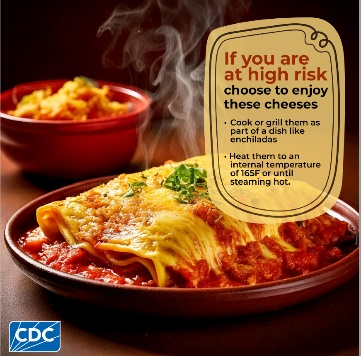 If you are
at high risk
choose to enjoy
these cheeses
• Cook or grill them as
part of a dish like
enchiladas
• Heat them to an
internal temperature
of 165F or until
steaming hot.
CDC